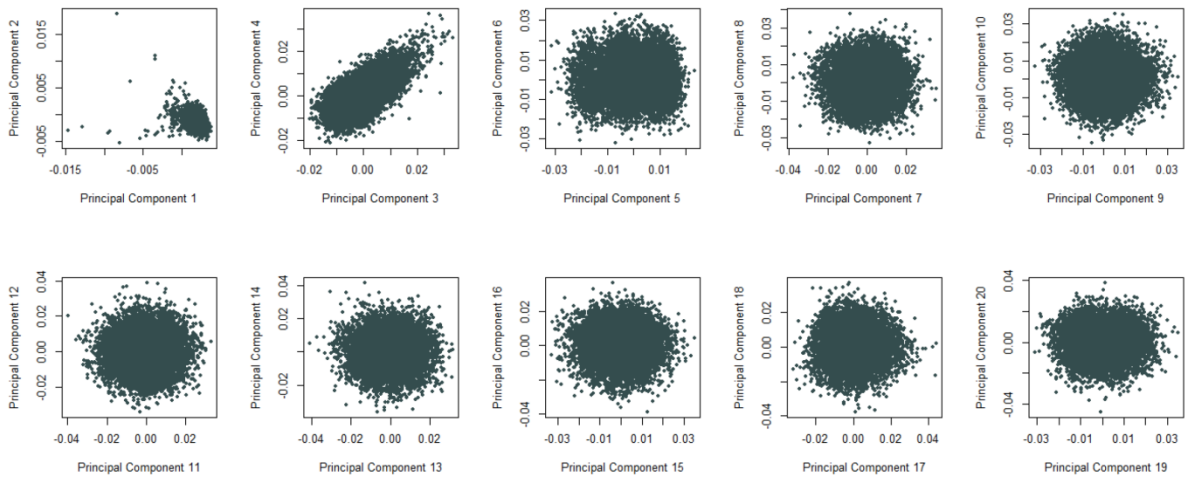 Principal Component 2
0.015
0.005
-0.005
-0.015 -0.005
Principal Component 1
Principal Component 4
0.02
0.00
-0.02
-0.02 0.00 0.02
Principal Component 3
Principal Component 6
0.03
0.01
-0.01
-0.03
-0.03 -0.01 0.01
Principal Component 5
Principal Component 8
0.03
0.01
-0.01
-0.03
-0.04 0.00 0.02
Principal Component 7
Principal Component 10
0.03
0.01
-0.01
-0.03
-0.03 -0.01 0.01 0.03
Principal Component 9
Principal Component 12
0.04
0.00
-0.02
-0.04 0.00 0.02
Principal Component 11
Principal Component 14
0.04
0.02
-0.02
-0.04 0.00 0.02
Principal Component 13
Principal Component 16
0.02
0.00
-0.04
-0.03 -0.01 0.01 0.03
Principal Component 15
Principal Component 18
0.02
0.00
-0.04
-0.02 0.00 0.02 0.04
Principal Component 17
Principal Component 20
0.04
0.00
-0.04
-0.03 -0.01 0.01 0.03
Principal Component 19